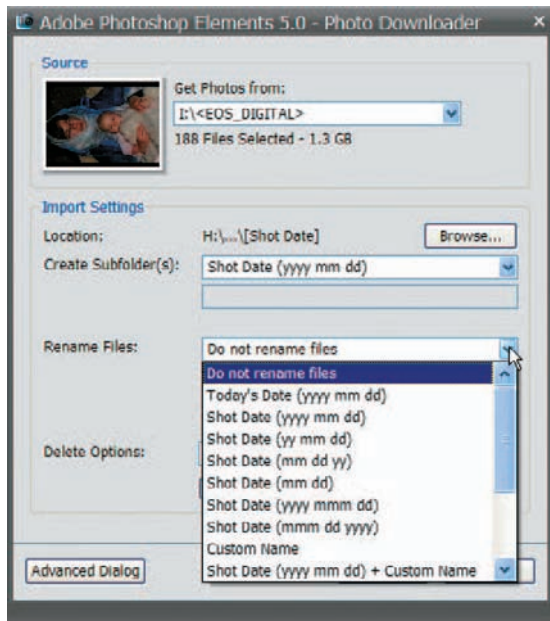 Adobe Photoshop Elements 5.0 - Photo Downloader
Source
Get Photos from:
I:\<EOS_DIGITAL>
188 Files Selected - 1.3 GB
Import Settings
Location: H:\...\[Shot Date] Browse...
Create Subfolder(s): Shot Date (yyyy mm dd)
Rename Files: Do not rename files
Do not rename files
Today's Date (yyyy mm dd)
Shot Date (yyyy mm dd)
Shot Date (yy mm dd)
Delete Options:
Shot Date (mm dd yy)
Shot Date (mm dd)
Shot Date (yyyy mmm dd)
Shot Date (mmm dd yyyy)
Custom Name
Advanced Dialog
Shot Date (yyyy mm dd) + Custom Name